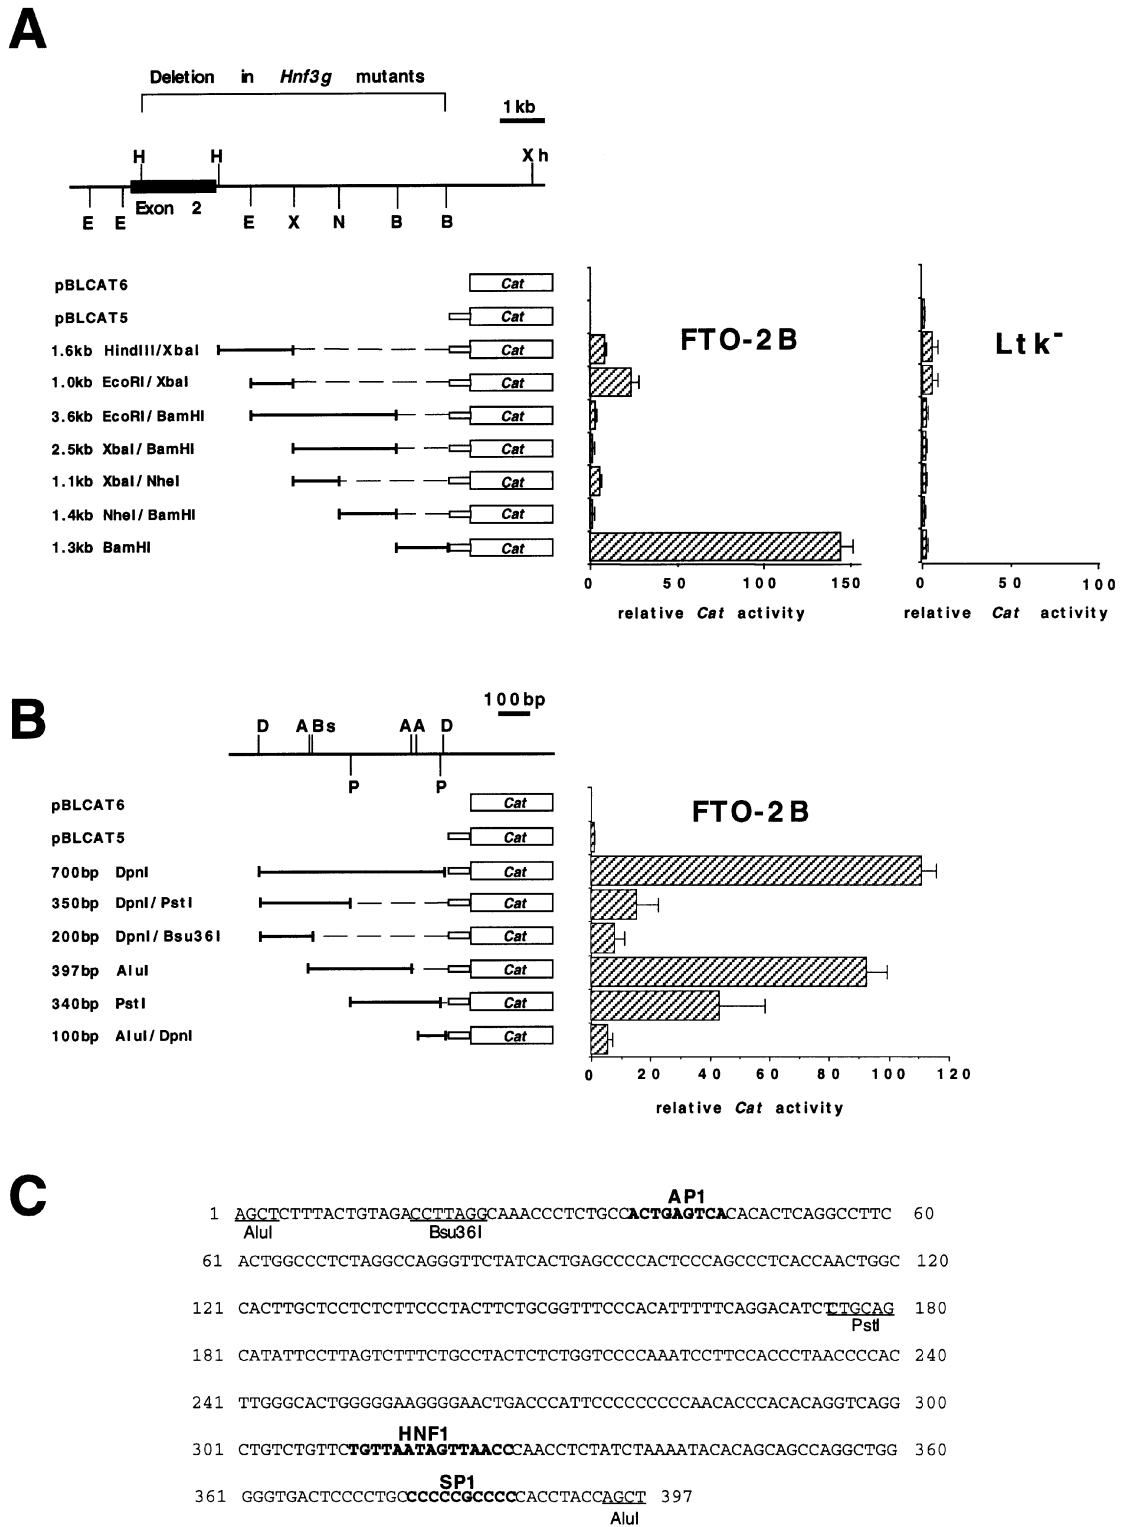 A
Deletion in Hnf3g mutants
1kb
H H Xh
Exon 2
E E E X N B B
pBLCAT6 Cat
pBLCAT5 Cat
1.6kb HindIII/XbaI Cat
1.0kb EcoRI/XbaI Cat
3.6kb EcoRI/BamHI Cat
2.5kb XbaI/BamHI Cat
1.1kb XbaI/NheI Cat
1.4kb NheI/BamHI Cat
1.3kb BamHI Cat
FTO-2B
0 50 100 150
relative Cat activity
Ltk-
0 50 100
relative Cat activity
B
100bp
D A Bs A A D
P P
pBLCAT6 Cat
pBLCAT5 Cat
700bp DpnI Cat
350bp DpnI/PstI Cat
200bp DpnI/Bsu36I Cat
397bp AluI Cat
340bp PstI Cat
100bp AluI/DpnI Cat
FTO-2B
0 20 40 60 80 100 120
relative Cat activity
C
AP1
1 AGCTCTTTACTGTAGACCTTAGGCAAACCCTCTGCCACTGAGTCACACACTCAGGCCTTC 60
AluI Bsu36I
61 ACTGGCCCTCTAGGCCAGGGTTCTATCACTGAGCCCCACTCCCAGCCCTCACCAACTGGC 120
121 CACTTGCTCCTCTCTTCCCTACTTCTGCGGTTTCCCACATTTTTCAGGACATCTCTGCAG 180
PstI
181 CATATTCCTTAGTCTTTCTGCCTACTCTCTGGTCCCCAAATCCTTCCACCCTAACCCCAC 240
241 TTGGGCACTGGGGGAAGGGGAACTGACCCATTCCCCCCCCCCAACACCCACACAGGTCAGG 300
HNF1
301 CTGTCTGTTCTGTTAATAGTTAACCCAACCTCTATCTAAAATACACAGCAGCCAGGCTGG 360
SP1
361 GGGTGACTCCCCTGCCCCCCGCCCCCACCTACCAGCT 397
AluI